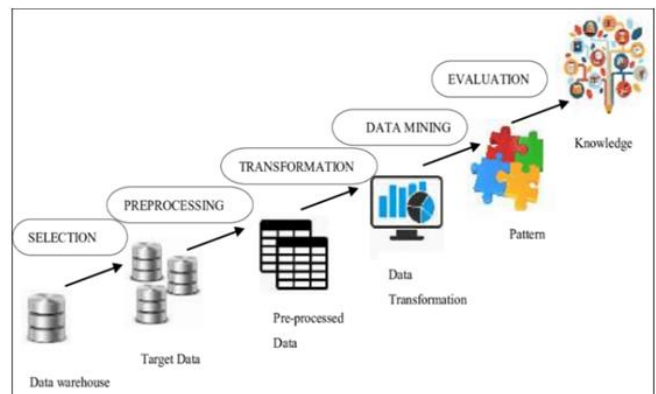 EVALUATION
Knowledge
DATA MINING
Pattern
TRANSFORMATION
Data
Transformation
PREPROCESSING
Pre-processed
Data
SELECTION
Target Data
Data warehouse